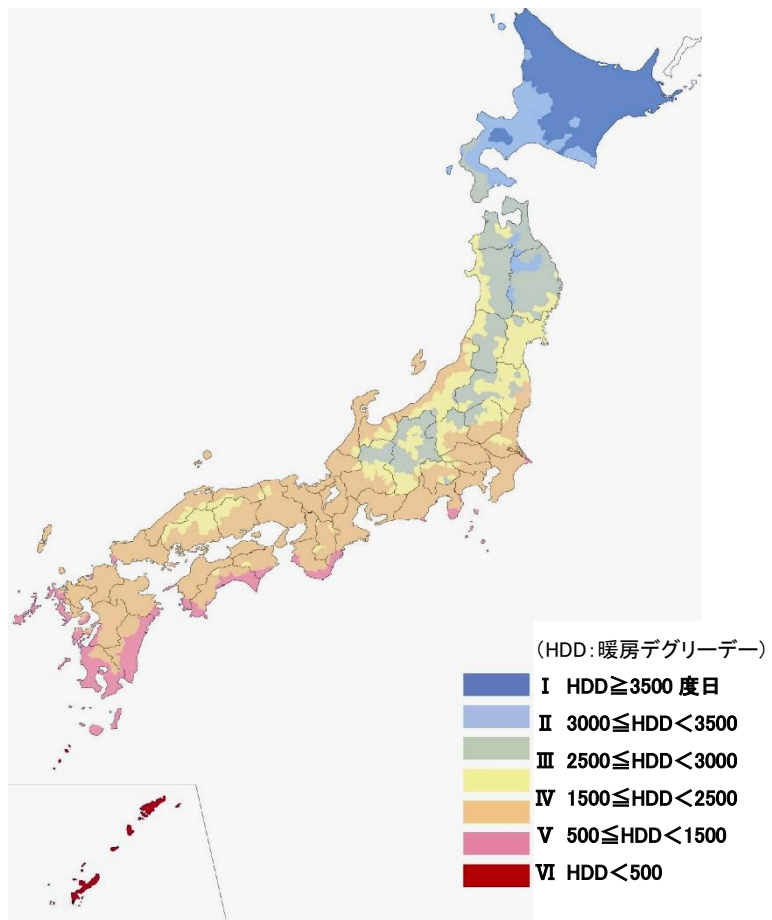 (HDD:暖房デグリーデー)
Ⅰ HDD≧3500 度日
Ⅱ 3000≦HDD<3500
Ⅲ 2500≦HDD<3000
Ⅳ 1500≦HDD<2500
Ⅴ 500≦HDD<1500
Ⅵ HDD<500